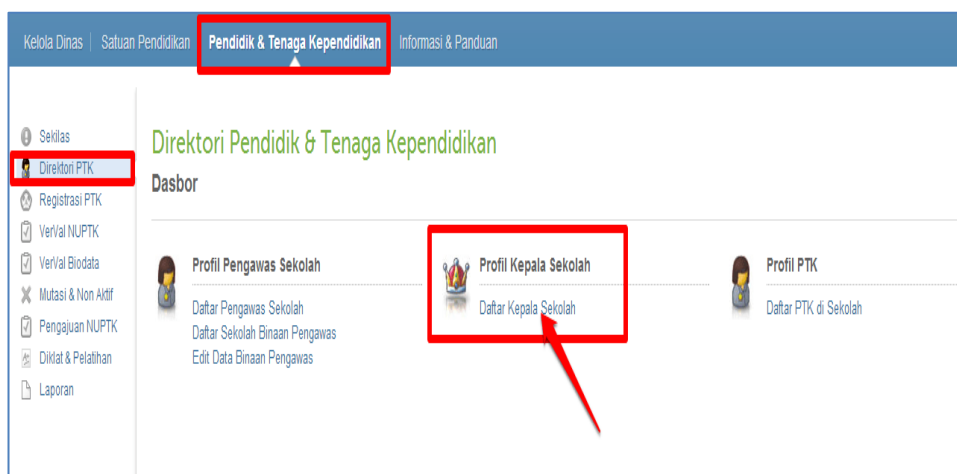 Kelola Dinas | Satuan Pendidikan Pendidik & Tenaga Kependidikan Informasi & Panduan
Sekilas
Direktori PTK
Registrasi PTK
VerVal NUPTK
VerVal Biodata
Mutasi & Non Aktif
Pengajuan NUPTK
Diklat & Pelatihan
Laporan
Direktori Pendidik & Tenaga Kependidikan
Dasbor
Profil Pengawas Sekolah
Daftar Pengawas Sekolah
Daftar Sekolah Binaan Pengawas
Edit Data Binaan Pengawas
Profil Kepala Sekolah
Daftar Kepala Sekolah
Profil PTK
Daftar PTK di Sekolah